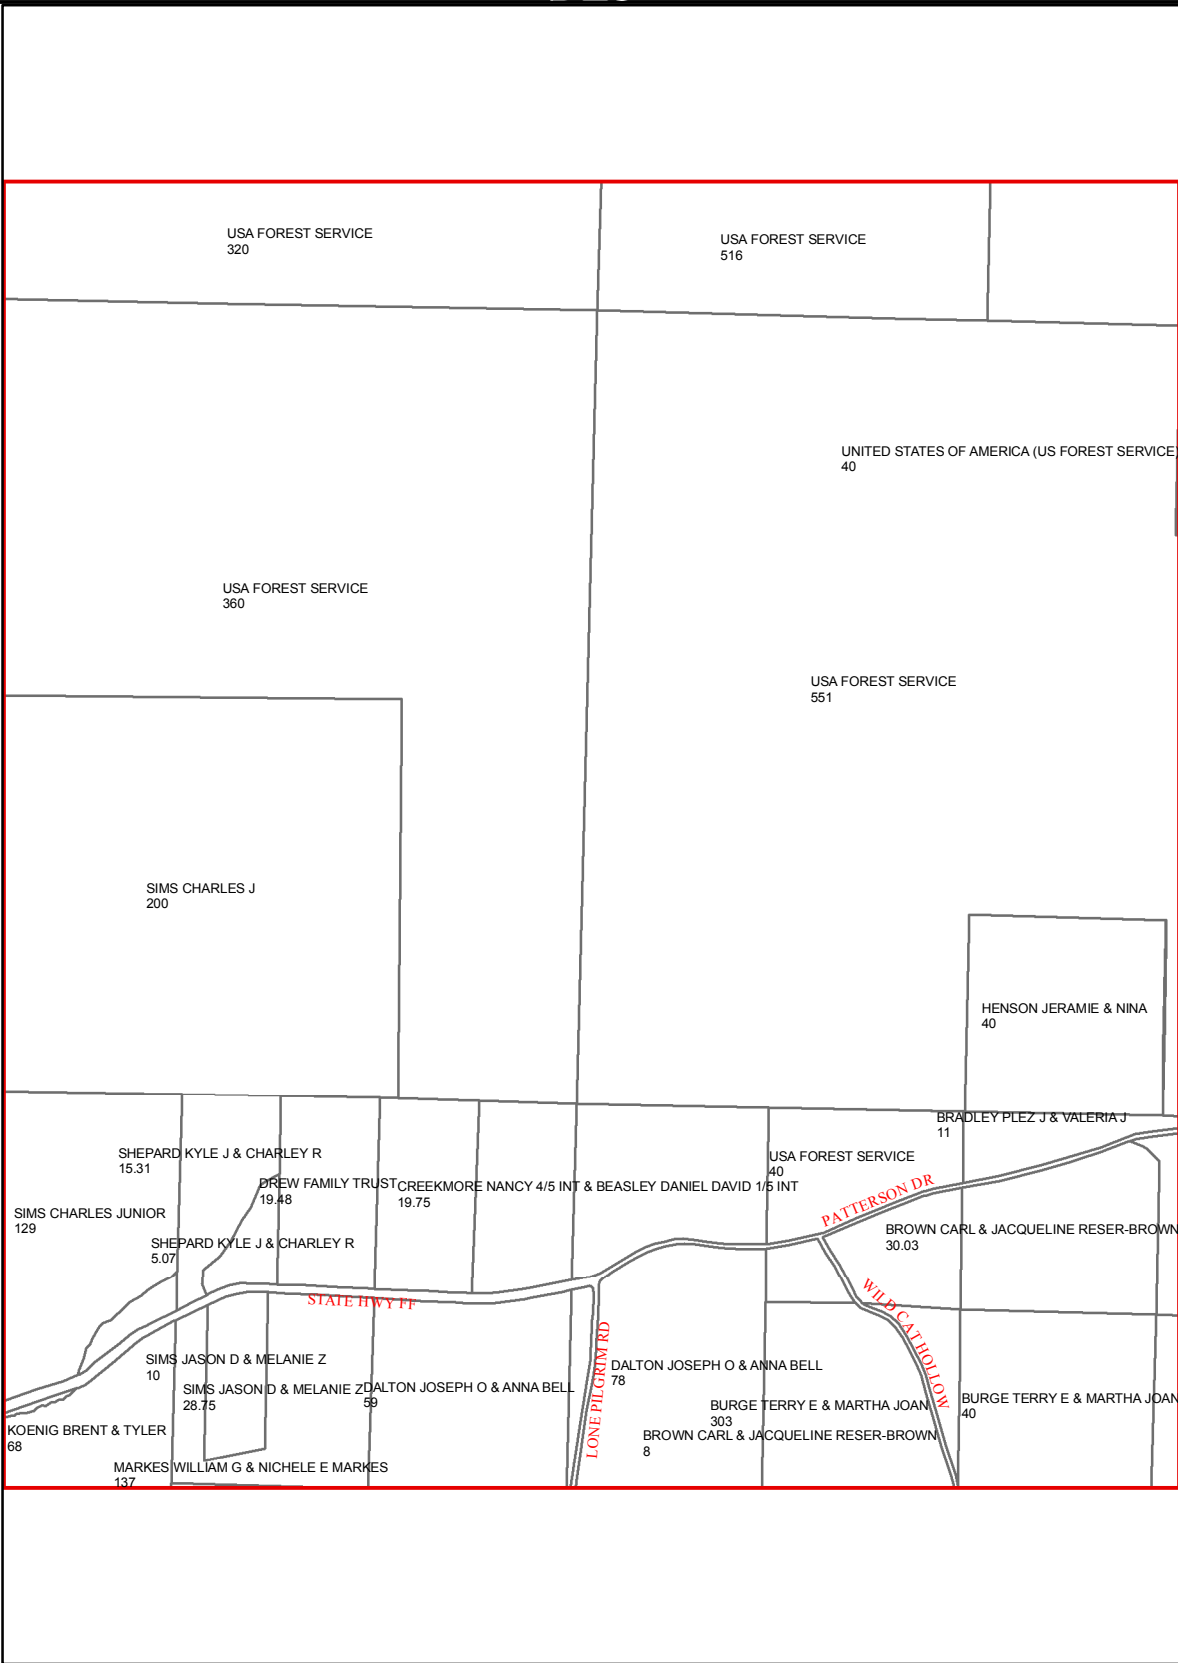 USA FOREST SERVICE
320
USA FOREST SERVICE
516
UNITED STATES OF AMERICA (US FOREST SERVICE)
40
USA FOREST SERVICE
360
USA FOREST SERVICE
551
SIMS CHARLES J
200
HENSON JERAMIE & NINA
40
BRADLEY PLEZ J & VALERIA J
11
SHEPARD KYLE J & CHARLEY R
15.31
USA FOREST SERVICE
40
DREW FAMILY TRUST
19.48
CREEKMORE NANCY 4/5 INT & BEASLEY DANIEL DAVID 1/5 INT
19.75
PATTERSON DR
SIMS CHARLES JUNIOR
129
BROWN CARL & JACQUELINE RESER-BROWN
30.03
SHEPARD KYLE J & CHARLEY R
5.07
STATE HWY FF
WILD CAT HOLLOW
LONE PILGRIM RD
SIMS JASON D & MELANIE Z
10
DALTON JOSEPH O & ANNA BELL
78
SIMS JASON D & MELANIE Z
28.75
DALTON JOSEPH O & ANNA BELL
59
BURGE TERRY E & MARTHA JOAN
303
BURGE TERRY E & MARTHA JOAN
40
KOENIG BRENT & TYLER
68
BROWN CARL & JACQUELINE RESER-BROWN
8
MARKES WILLIAM G & NICHELE E MARKES
137